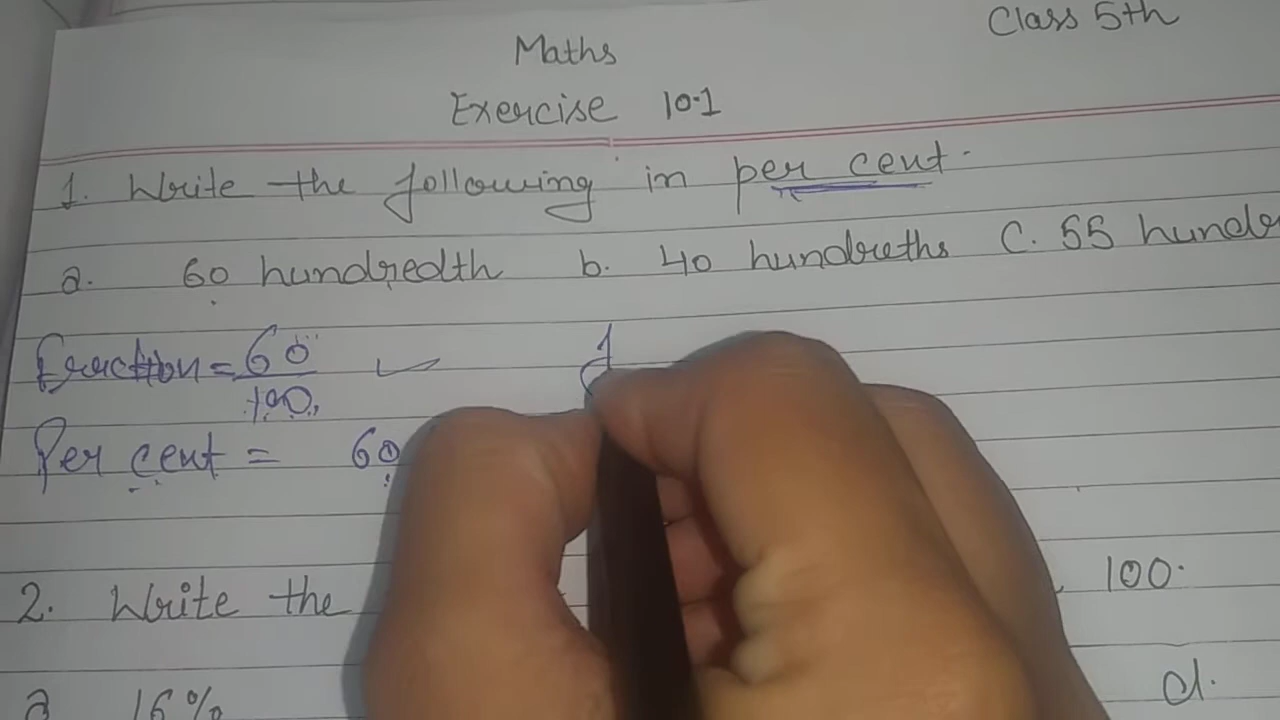 Class 5th
Maths
Exercise 10.1
1. Write the following in per cent.
a. 60 hundredth b. 40 hundreths C. 55
Fraction = 60
100
Per cent = 60
2. Write the 100.
a 16% d.